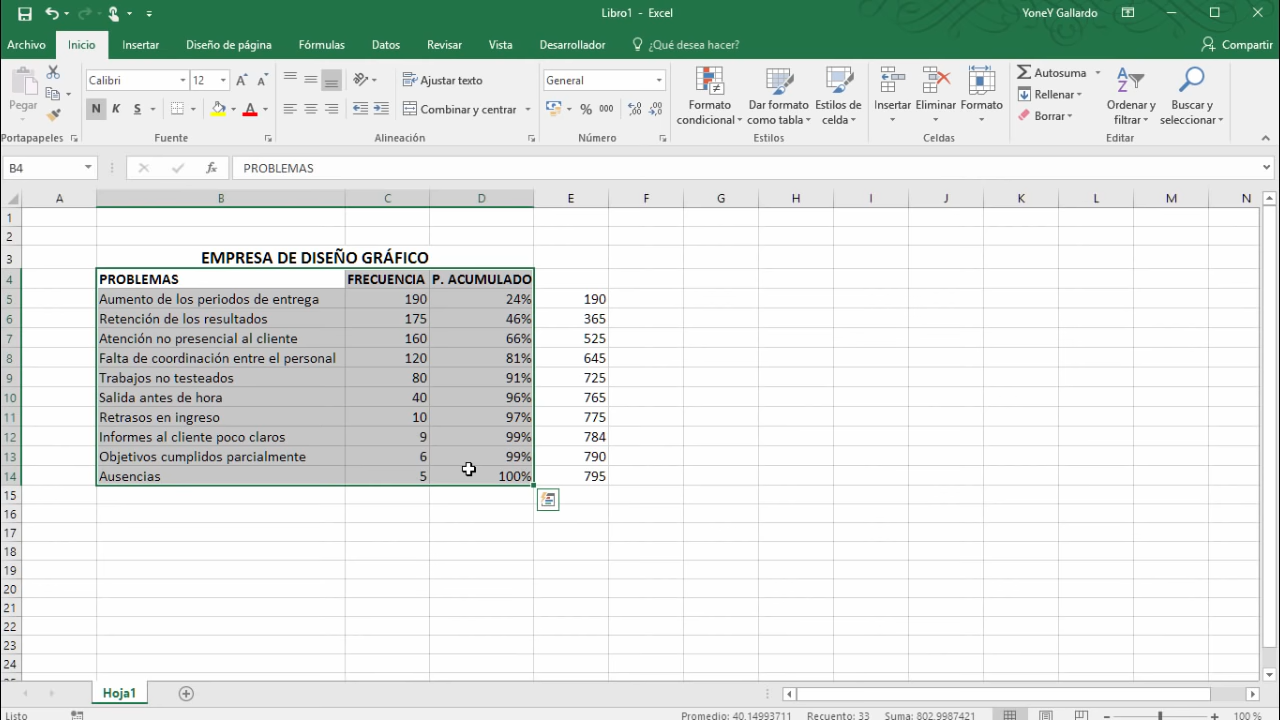 Libro1 - Excel
YoneY Gallardo
Archivo Inicio Insertar Diseño de página Fórmulas Datos Revisar Vista Desarrollador ¿Qué desea hacer? Compartir
Pegar
Calibri 12
N K S
Ajustar texto
Combinar y centrar
General
% 000
Formato condicional
Dar formato como tabla
Estilos de celda
Insertar Eliminar Formato
Autosuma
Rellenar
Borrar
Ordenar y filtrar
Buscar y seleccionar
Portapapeles Fuente Alineación Número Estilos Celdas Editar
B4 fx PROBLEMAS
A B C D E F G H I J K L M N
1
2
3 EMPRESA DE DISEÑO GRÁFICO
4 PROBLEMAS FRECUENCIA P. ACUMULADO
5 Aumento de los periodos de entrega 190 24% 190
6 Retención de los resultados 175 46% 365
7 Atención no presencial al cliente 160 66% 525
8 Falta de coordinación entre el personal 120 81% 645
9 Trabajos no testeados 80 91% 725
10 Salida antes de hora 40 96% 765
11 Retrasos en ingreso 10 97% 775
12 Informes al cliente poco claros 9 99% 784
13 Objetivos cumplidos parcialmente 6 99% 790
14 Ausencias 5 100% 795
15
16
17
18
19
20
21
22
23
24
Hoja1
Listo Promedio: 40.14993711 Recuento: 33 Suma: 802.9987421 100 %